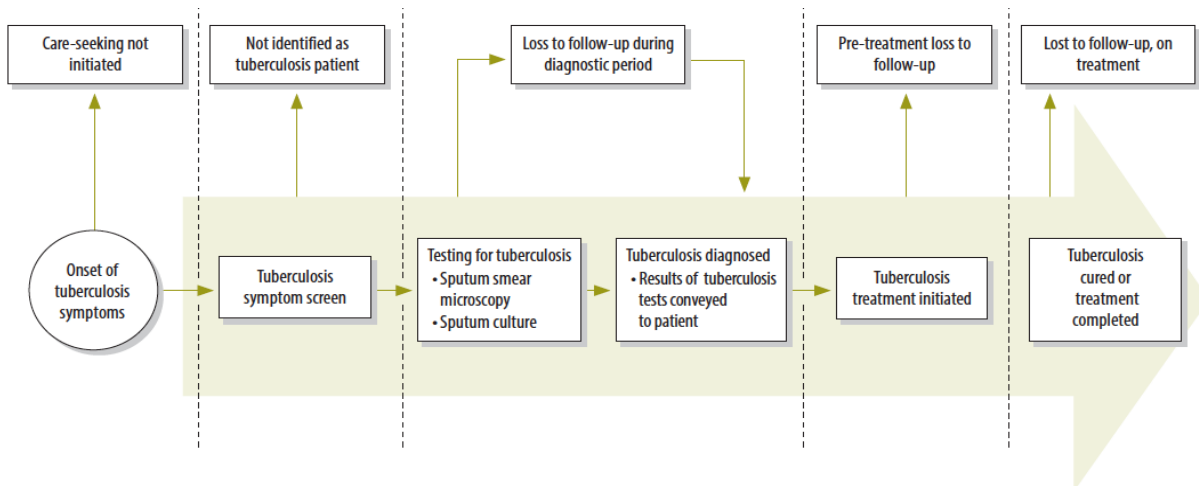 Care-seeking not
initiated
Not identified as
tuberculosis patient
Loss to follow-up during
diagnostic period
Pre-treatment loss to
follow-up
Lost to follow-up, on
treatment
Onset of
tuberculosis
symptoms
Tuberculosis
symptom screen
Testing for tuberculosis
• Sputum smear
microscopy
• Sputum culture
Tuberculosis diagnosed
• Results of tuberculosis
tests conveyed
to patient
Tuberculosis
treatment initiated
Tuberculosis
cured or
treatment
completed